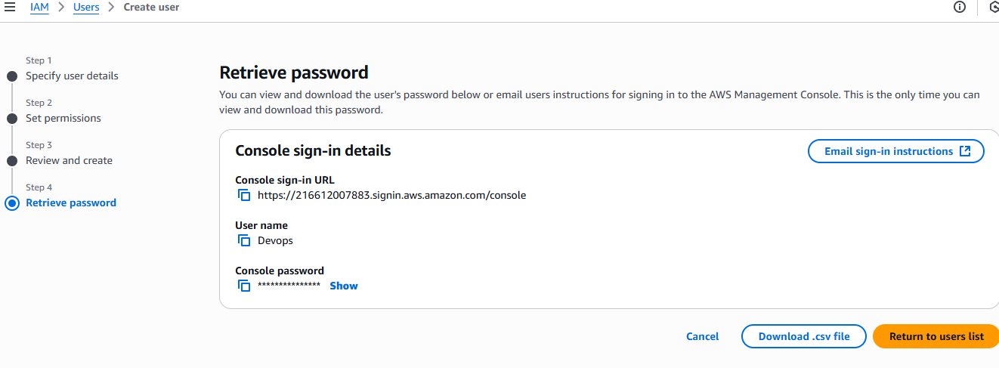 IAM > Users > Create user
Step 1
Specify user details
Step 2
Set permissions
Step 3
Review and create
Step 4
Retrieve password
Retrieve password
You can view and download the user's password below or email users instructions for signing in to the AWS Management Console. This is the only time you can
view and download this password.
Console sign-in details
Email sign-in instructions
Console sign-in URL
https://216612007883.signin.aws.amazon.com/console
User name
Devops
Console password
*************** Show
Cancel
Download .csv file
Return to users list